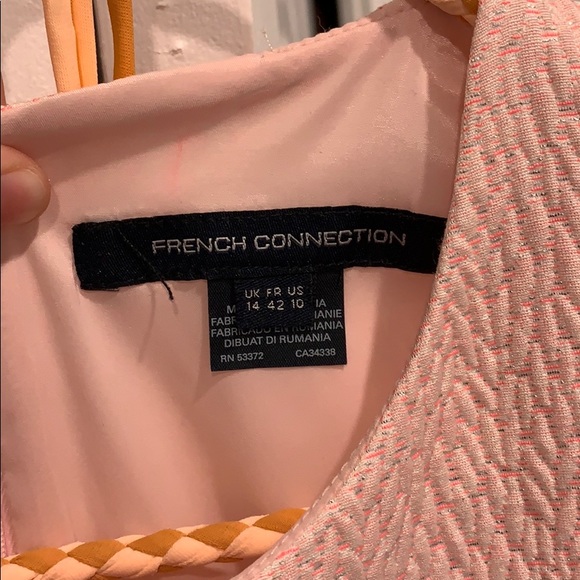 FRENCH CONNECTION
UK FR US
14 42 10
FABRICADO EN RUMANIA
DIBUAT DI RUMANIA
RN 53372 CA34338